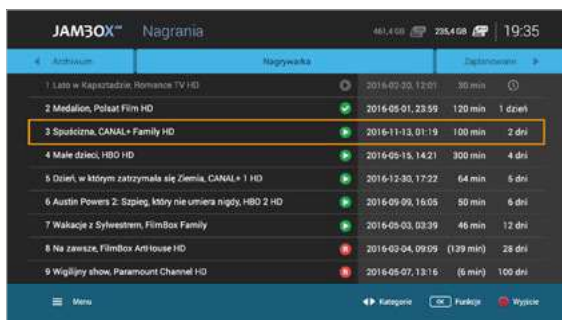 JAMBOX™ Nagrania 461,4 GB 235,4 GB 19:35
Archiwum Nagrywarka Zaplanowane
1 Lato w Kapsztadzie, Romance TV HD 2016-02-20, 12:01 30 min
2 Medalion, Polsat Film HD 2016-05-01, 23:59 120 min 1 dzień
3 Spuścizna, CANAL+ Family HD 2016-11-13, 01:19 100 min 2 dni
4 Małe dzieci, HBO HD 2016-05-15, 14:21 300 min 4 dni
5 Dzień, w którym zatrzymała się Ziemia, CANAL+ 1 HD 2016-12-30, 17:22 64 min 5 dni
6 Austin Powers 2: Szpieg, który nie umiera nigdy, HBO 2 HD 2016-09-09, 16:05 50 min 6 dni
7 Wakacje z Sylwestrem, FilmBox Family 2016-05-03, 03:39 46 min 12 dni
8 Na zawsze, FilmBox ArtHouse HD R 2016-03-04, 09:09 (139 min) 28 dni
9 Wigilijny show, Paramount Channel HD R 2016-05-07, 13:16 (6 min) 100 dni
Menu Kategorie OK Funkcje Wyjście